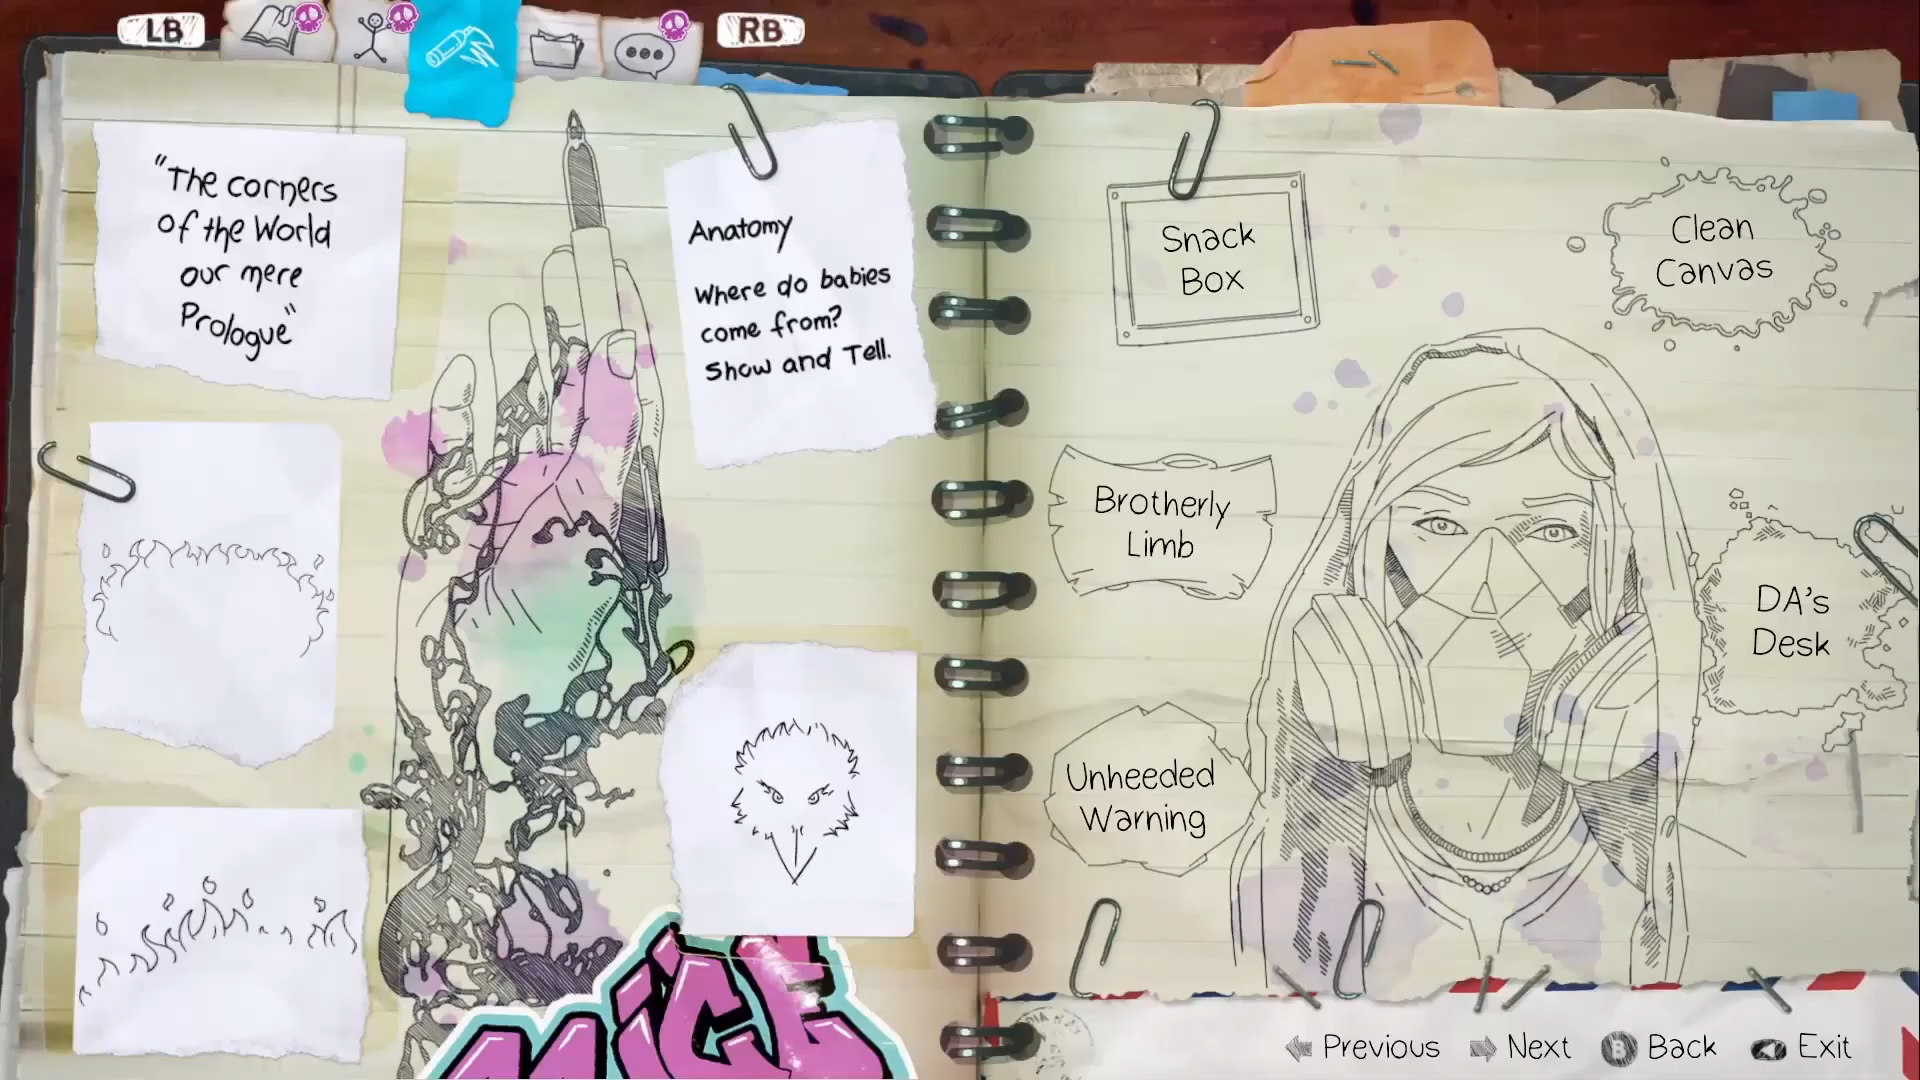 LB
RB
"The corners
of the World
our mere
Prologue"
Anatomy
Where do babies
come from?
Show and Tell.
Snack
Box
Clean
Canvas
Brotherly
Limb
DA's
Desk
Unheeded
Warning
Previous
Next
B
Back
Exit